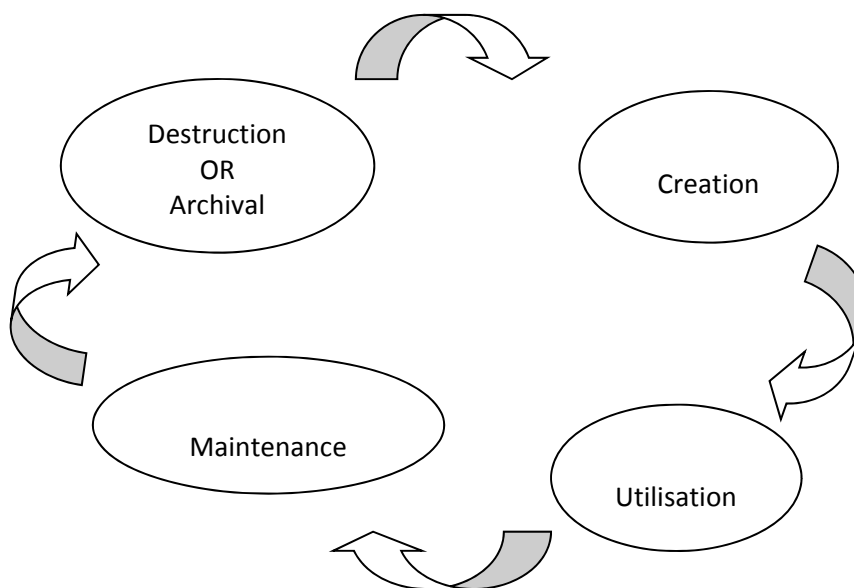 Destruction
OR
Archival
Creation
Maintenance
Utilisation